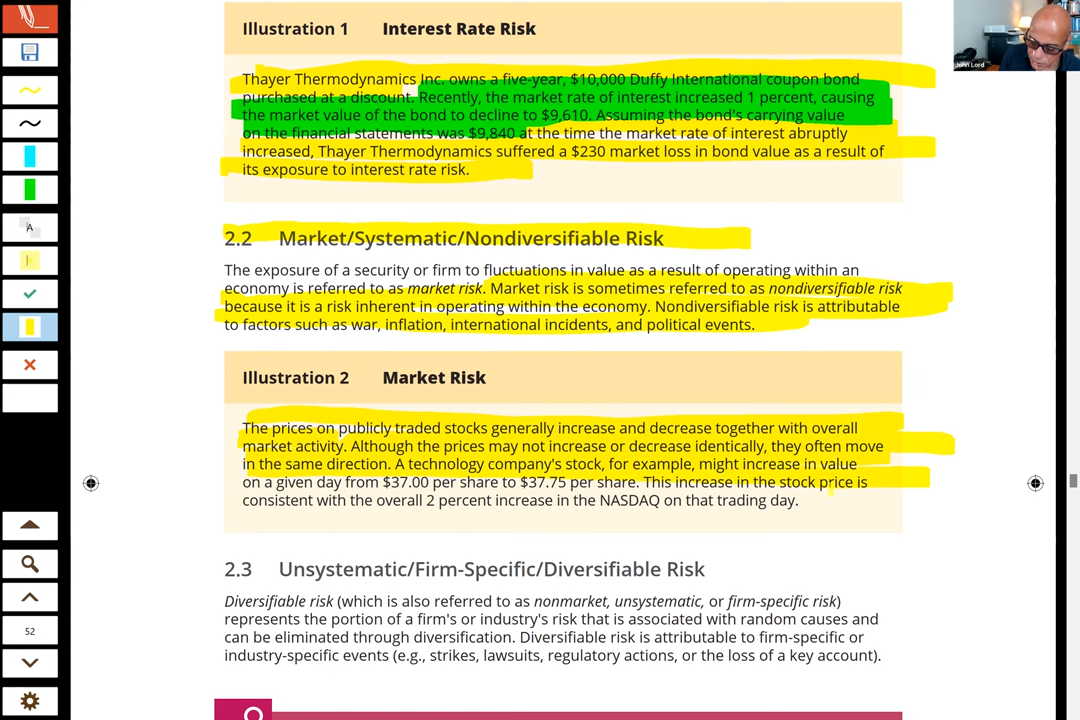 Illustration 1 Interest Rate Risk
John Lord
Thayer Thermodynamics Inc. owns a five-year, $10,000 Duffy International coupon bond
purchased at a discount. Recently, the market rate of interest increased 1 percent, causing
the market value of the bond to decline to $9,610. Assuming the bond's carrying value
on the financial statements was $9,840 at the time the market rate of interest abruptly
increased, Thayer Thermodynamics suffered a $230 market loss in bond value as a result of
its exposure to interest rate risk.
2.2 Market/Systematic/Nondiversifiable Risk
The exposure of a security or firm to fluctuations in value as a result of operating within an
economy is referred to as market risk. Market risk is sometimes referred to as nondiversifiable risk
because it is a risk inherent in operating within the economy. Nondiversifiable risk is attributable
to factors such as war, inflation, international incidents, and political events.
Illustration 2 Market Risk
The prices on publicly traded stocks generally increase and decrease together with overall
market activity. Although the prices may not increase or decrease identically, they often move
in the same direction. A technology company's stock, for example, might increase in value
on a given day from $37.00 per share to $37.75 per share. This increase in the stock price is
consistent with the overall 2 percent increase in the NASDAQ on that trading day.
2.3 Unsystematic/Firm-Specific/Diversifiable Risk
Diversifiable risk (which is also referred to as nonmarket, unsystematic, or firm-specific risk)
represents the portion of a firm's or industry's risk that is associated with random causes and
can be eliminated through diversification. Diversifiable risk is attributable to firm-specific or
industry-specific events (e.g., strikes, lawsuits, regulatory actions, or the loss of a key account).
A
52